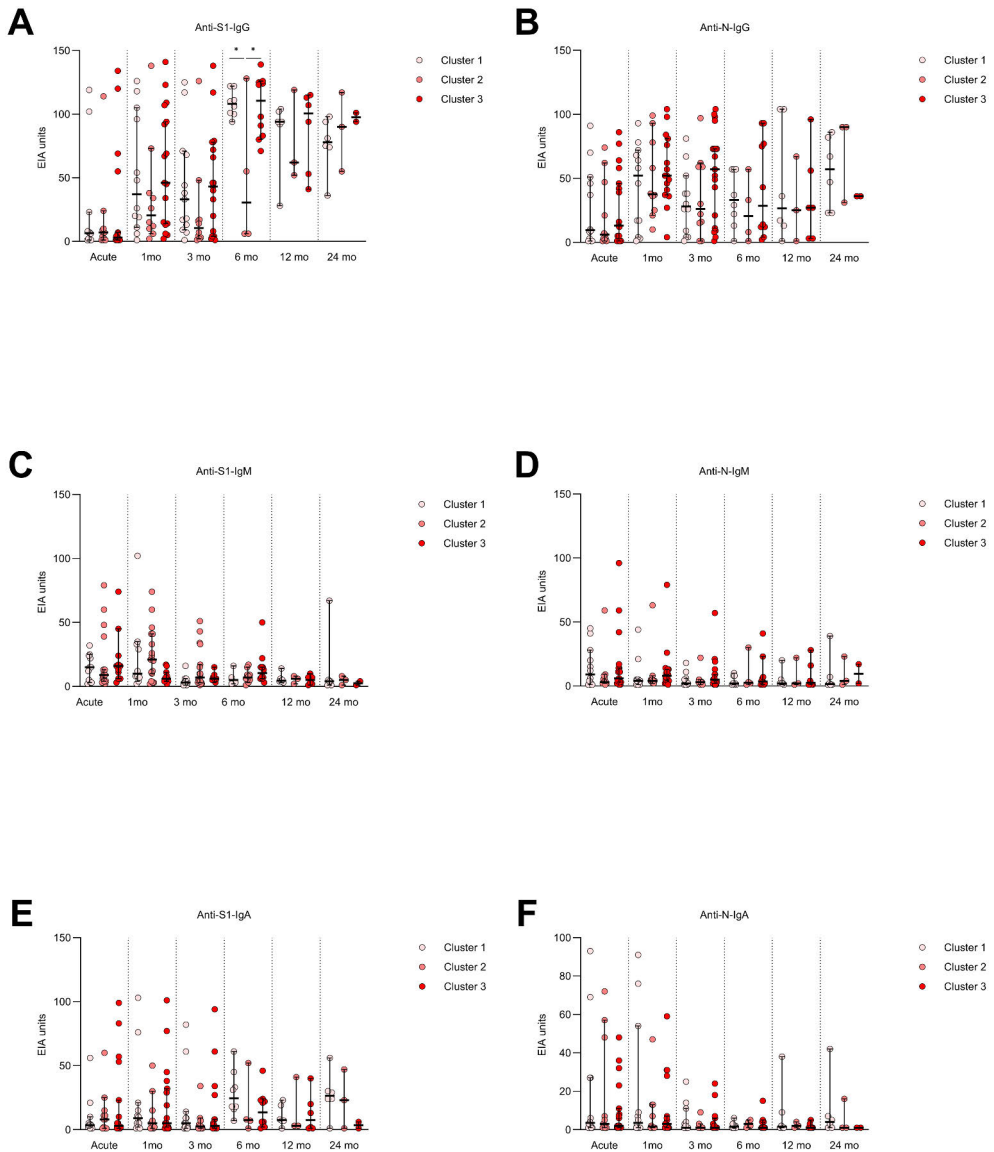 A
Anti-S1-IgG
EIA units
150
100
50
0
* *
Acute 1mo 3 mo 6 mo 12 mo 24 mo
Cluster 1
Cluster 2
Cluster 3
B
Anti-N-IgG
EIA units
150
100
50
0
Acute 1mo 3 mo 6 mo 12 mo 24 mo
Cluster 1
Cluster 2
Cluster 3
C
Anti-S1-IgM
EIA units
150
100
50
0
Acute 1mo 3 mo 6 mo 12 mo 24 mo
Cluster 1
Cluster 2
Cluster 3
D
Anti-N-IgM
EIA units
150
100
50
0
Acute 1mo 3 mo 6 mo 12 mo 24 mo
Cluster 1
Cluster 2
Cluster 3
E
Anti-S1-IgA
EIA units
150
100
50
0
Acute 1mo 3 mo 6 mo 12 mo 24 mo
Cluster 1
Cluster 2
Cluster 3
F
Anti-N-IgA
EIA units
100
80
60
40
20
0
Acute 1mo 3 mo 6 mo 12 mo 24 mo
Cluster 1
Cluster 2
Cluster 3